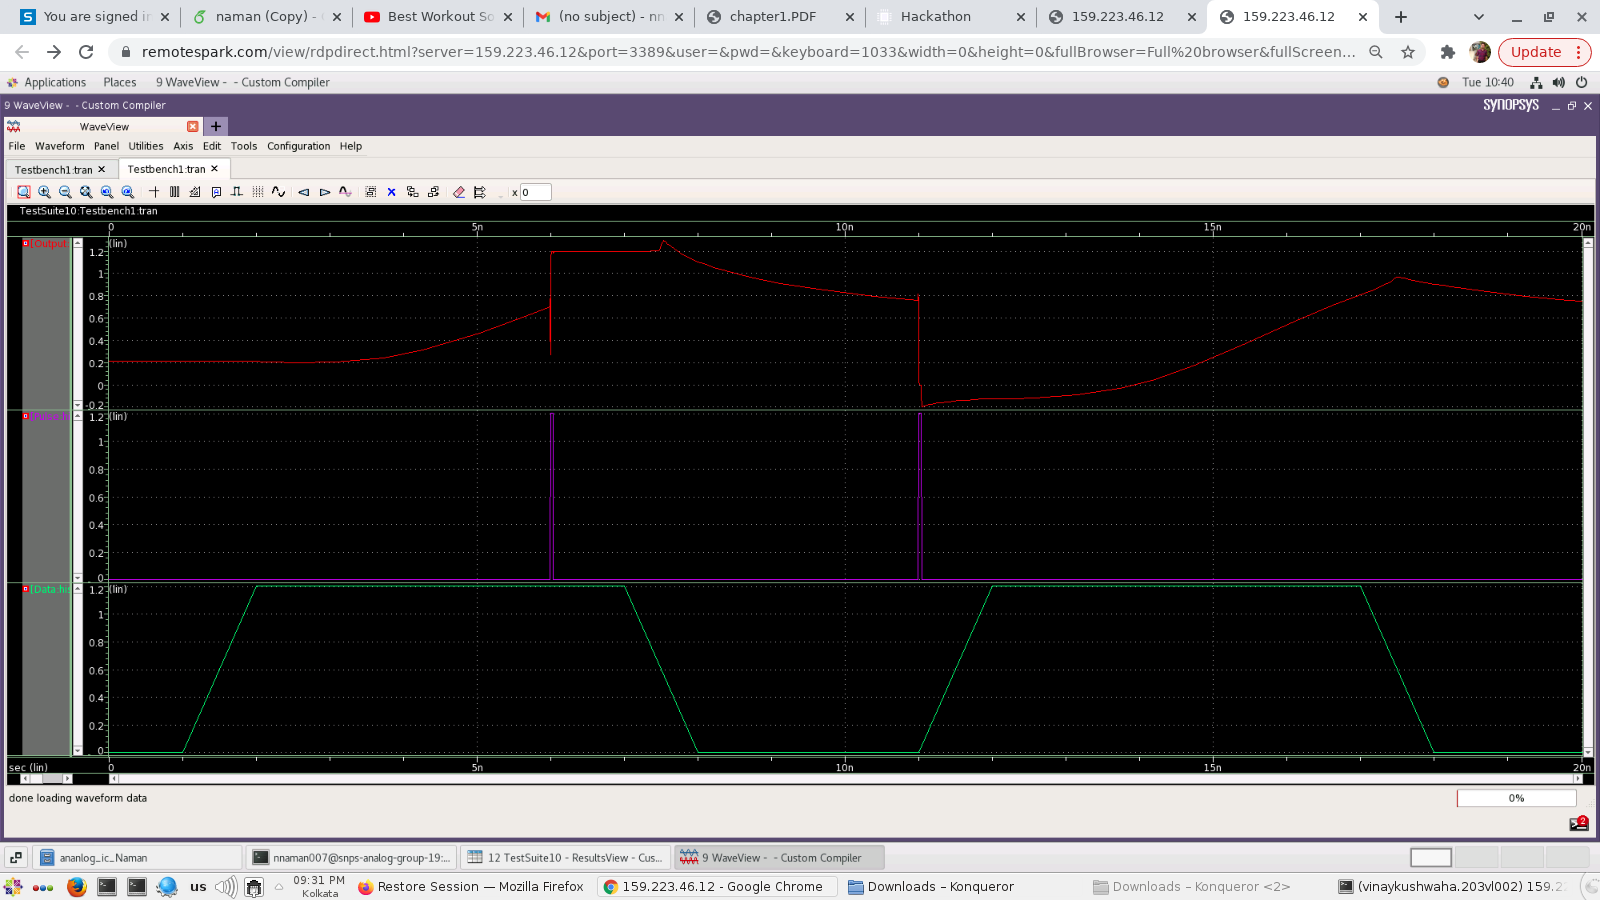 You are signed in
naman (Copy) -
Best Workout So
(no subject) - nn
chapter1.PDF
Hackathon
159.223.46.12
159.223.46.12
remotespark.com/view/rdpdirect.html?server=159.223.46.12&port=3389&user=&pwd=&keyboard=1033&width=0&height=0&fullBrowser=Full%20browser&fullScreen...
Update
Applications Places 9 WaveView - - Custom Compiler
Tue 10:40
9 WaveView - - Custom Compiler
SYNOPSYS
WaveView
File Waveform Panel Utilities Axis Edit Tools Configuration Help
Testbench1:tran
Testbench1:tran
x 0
TestSuite10:Testbench1:tran
0 5n 10n 15n 20n
[Output:
(lin)
1.2
1
0.8
0.6
0.4
0.2
0
-0.2
[Pulse:hi
1.2 (lin)
1
0.8
0.6
0.4
0.2
0
[Data:his
1.2 (lin)
1
0.8
0.6
0.4
0.2
0
sec (lin)
0 5n 10n 15n 20n
done loading waveform data
0%
2
ananlog_ic_Naman
nnaman007@snps-analog-group-19:...
12 TestSuite10 - ResultsView - Cus...
9 WaveView - - Custom Compiler
us
09:31 PM
Kolkata
Restore Session — Mozilla Firefox
159.223.46.12 - Google Chrome
Downloads – Konqueror
Downloads – Konqueror <2>
(vinaykushwaha.203vl002) 159.22